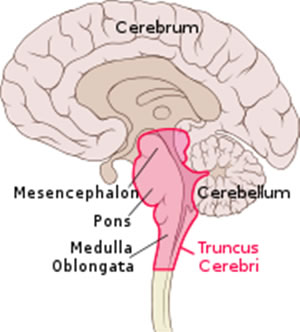 Cerebrum
Mesencephalon
Cerebellum
Pons
Medulla
Oblongata
Truncus
Cerebri